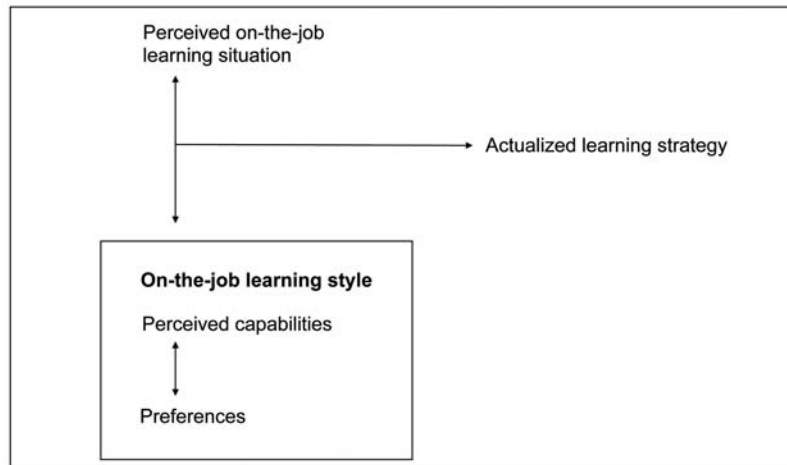 Perceived on-the-job
learning situation
Actualized learning strategy
On-the-job learning style
Perceived capabilities
Preferences